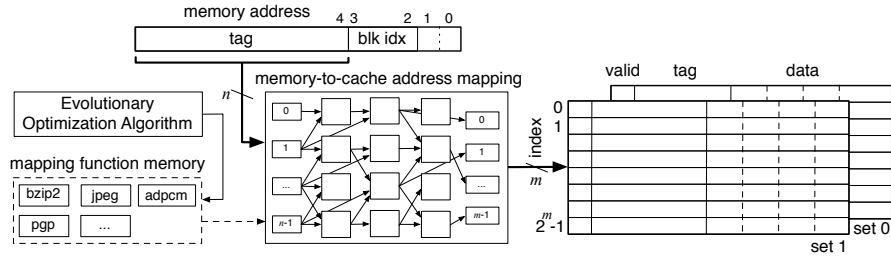 memory address
4 3 2 1 0
tag blk idx
n
memory-to-cache address mapping
valid tag data
Evolutionary
Optimization Algorithm
mapping function memory
bzip2 jpeg adpcm
pgp ...
0 0
1 1
... ...
n-1 m-1
m
index
0
1
2^m-1
set 0
set 1